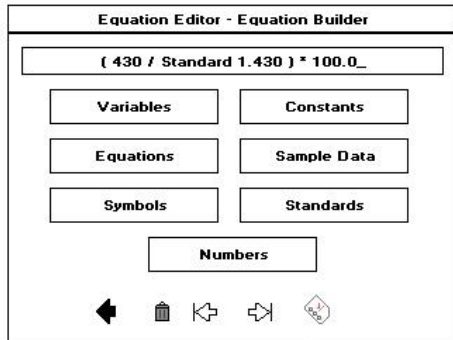 Equation Editor - Equation Builder
( 430 / Standard 1.430 ) * 100.0_
Variables
Constants
Equations
Sample Data
Symbols
Standards
Numbers